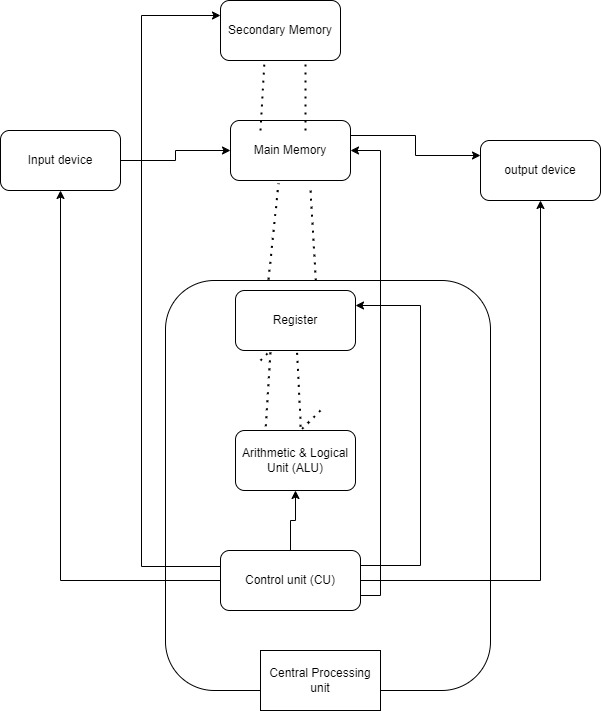 Secondary Memory
Input device
Main Memory
output device
Register
Arithmetic & Logical
Unit (ALU)
Control unit (CU)
Central Processing
unit